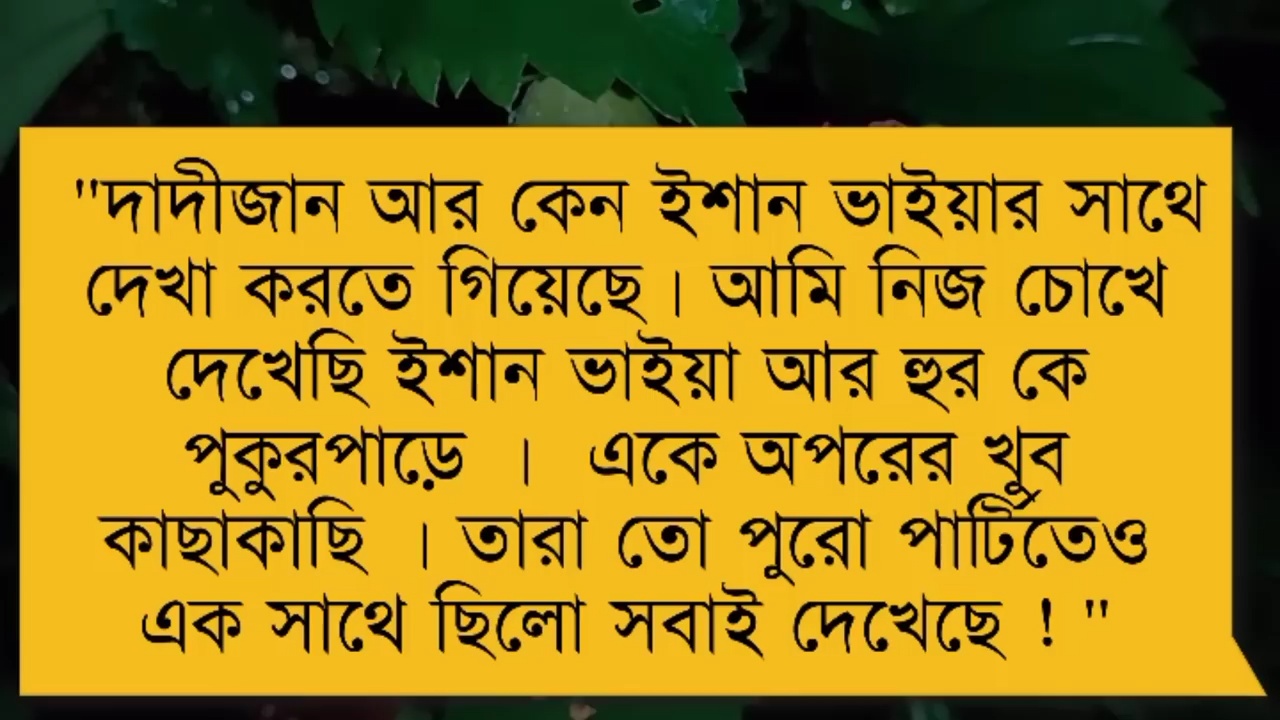 "দাদীজান আর কেন ইশান ভাইয়ার সাথে
দেখা করতে গিয়েছে। আমি নিজ চোখে
দেখেছি ইশান ভাইয়া আর হুর কে
পুকুরপাড়ে । একে অপরের খুব
কাছাকাছি । তারা তো পুরো পার্টিতেও
এক সাথে ছিলো সবাই দেখেছে ! "